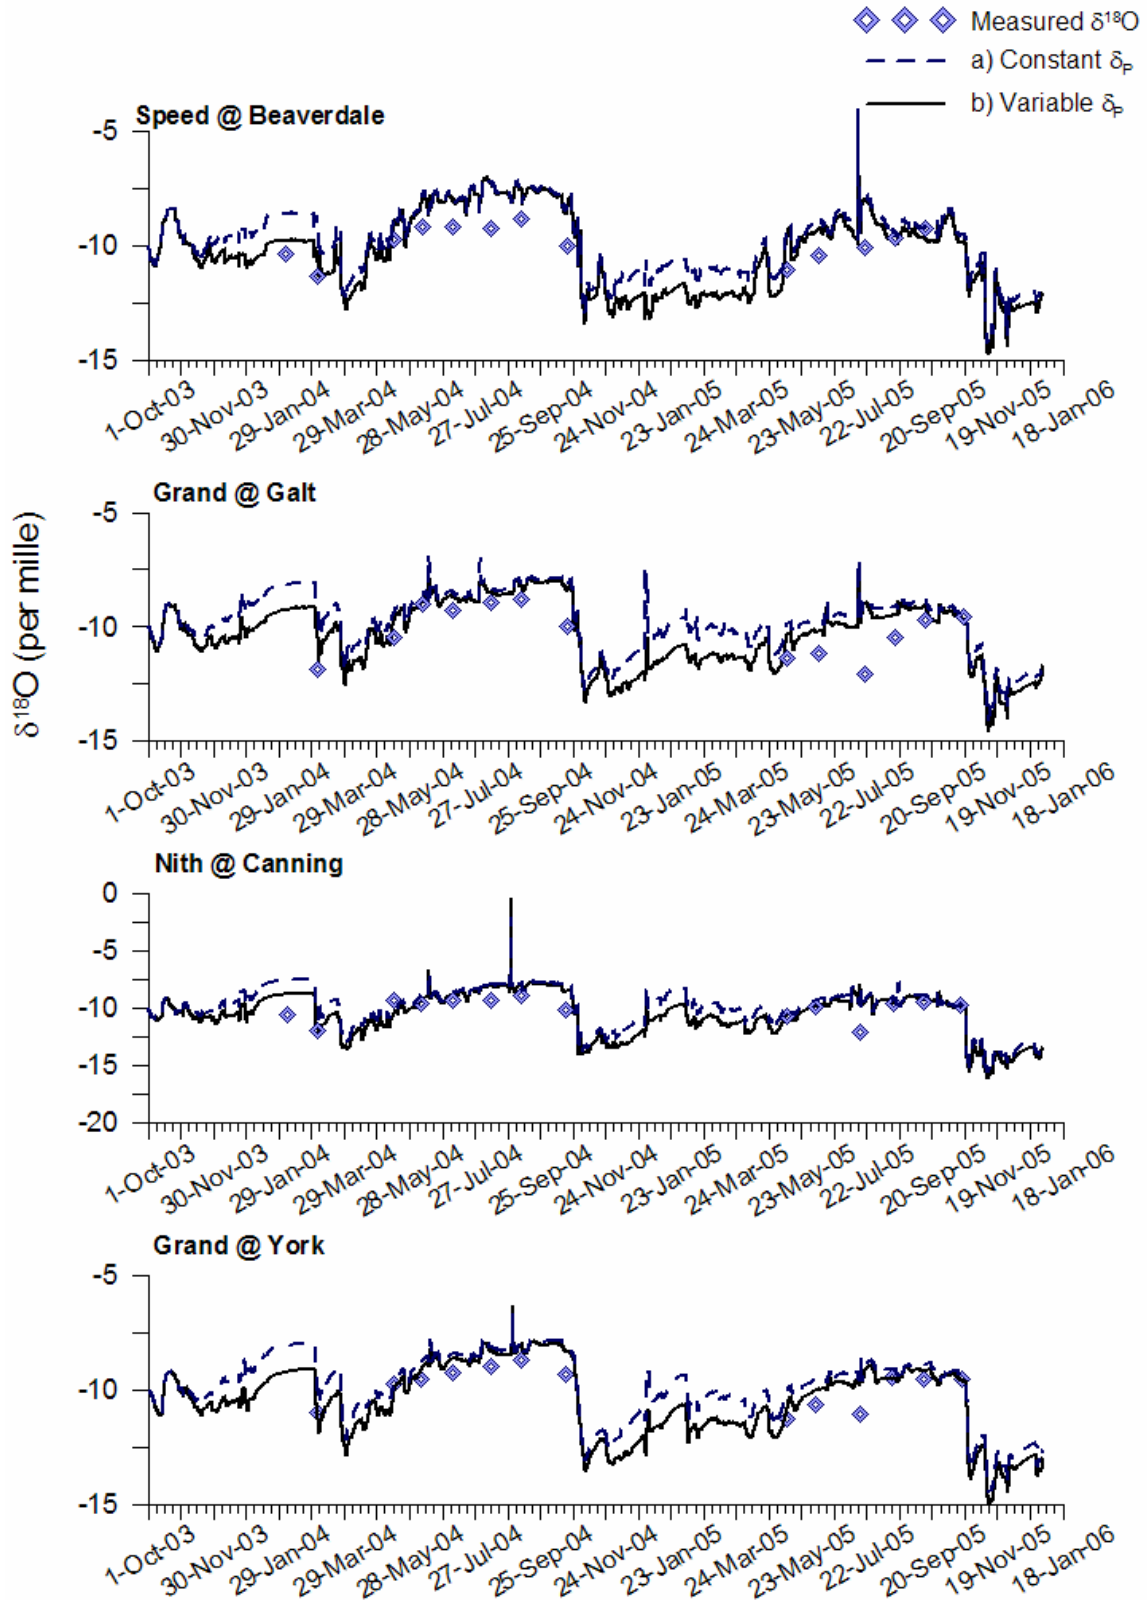 Measured δ¹⁸O
a) Constant δₚ
b) Variable δₚ
δ¹⁸O (per mille)
Speed @ Beaverdale
-5
-10
-15
1-Oct-03 30-Nov-03 29-Jan-04 29-Mar-04 28-May-04 27-Jul-04 25-Sep-04 24-Nov-04 23-Jan-05 24-Mar-05 23-May-05 22-Jul-05 20-Sep-05 19-Nov-05 18-Jan-06
Grand @ Galt
-5
-10
-15
1-Oct-03 30-Nov-03 29-Jan-04 29-Mar-04 28-May-04 27-Jul-04 25-Sep-04 24-Nov-04 23-Jan-05 24-Mar-05 23-May-05 22-Jul-05 20-Sep-05 19-Nov-05 18-Jan-06
Nith @ Canning
0
-5
-10
-15
-20
1-Oct-03 30-Nov-03 29-Jan-04 29-Mar-04 28-May-04 27-Jul-04 25-Sep-04 24-Nov-04 23-Jan-05 24-Mar-05 23-May-05 22-Jul-05 20-Sep-05 19-Nov-05 18-Jan-06
Grand @ York
-5
-10
-15
1-Oct-03 30-Nov-03 29-Jan-04 29-Mar-04 28-May-04 27-Jul-04 25-Sep-04 24-Nov-04 23-Jan-05 24-Mar-05 23-May-05 22-Jul-05 20-Sep-05 19-Nov-05 18-Jan-06